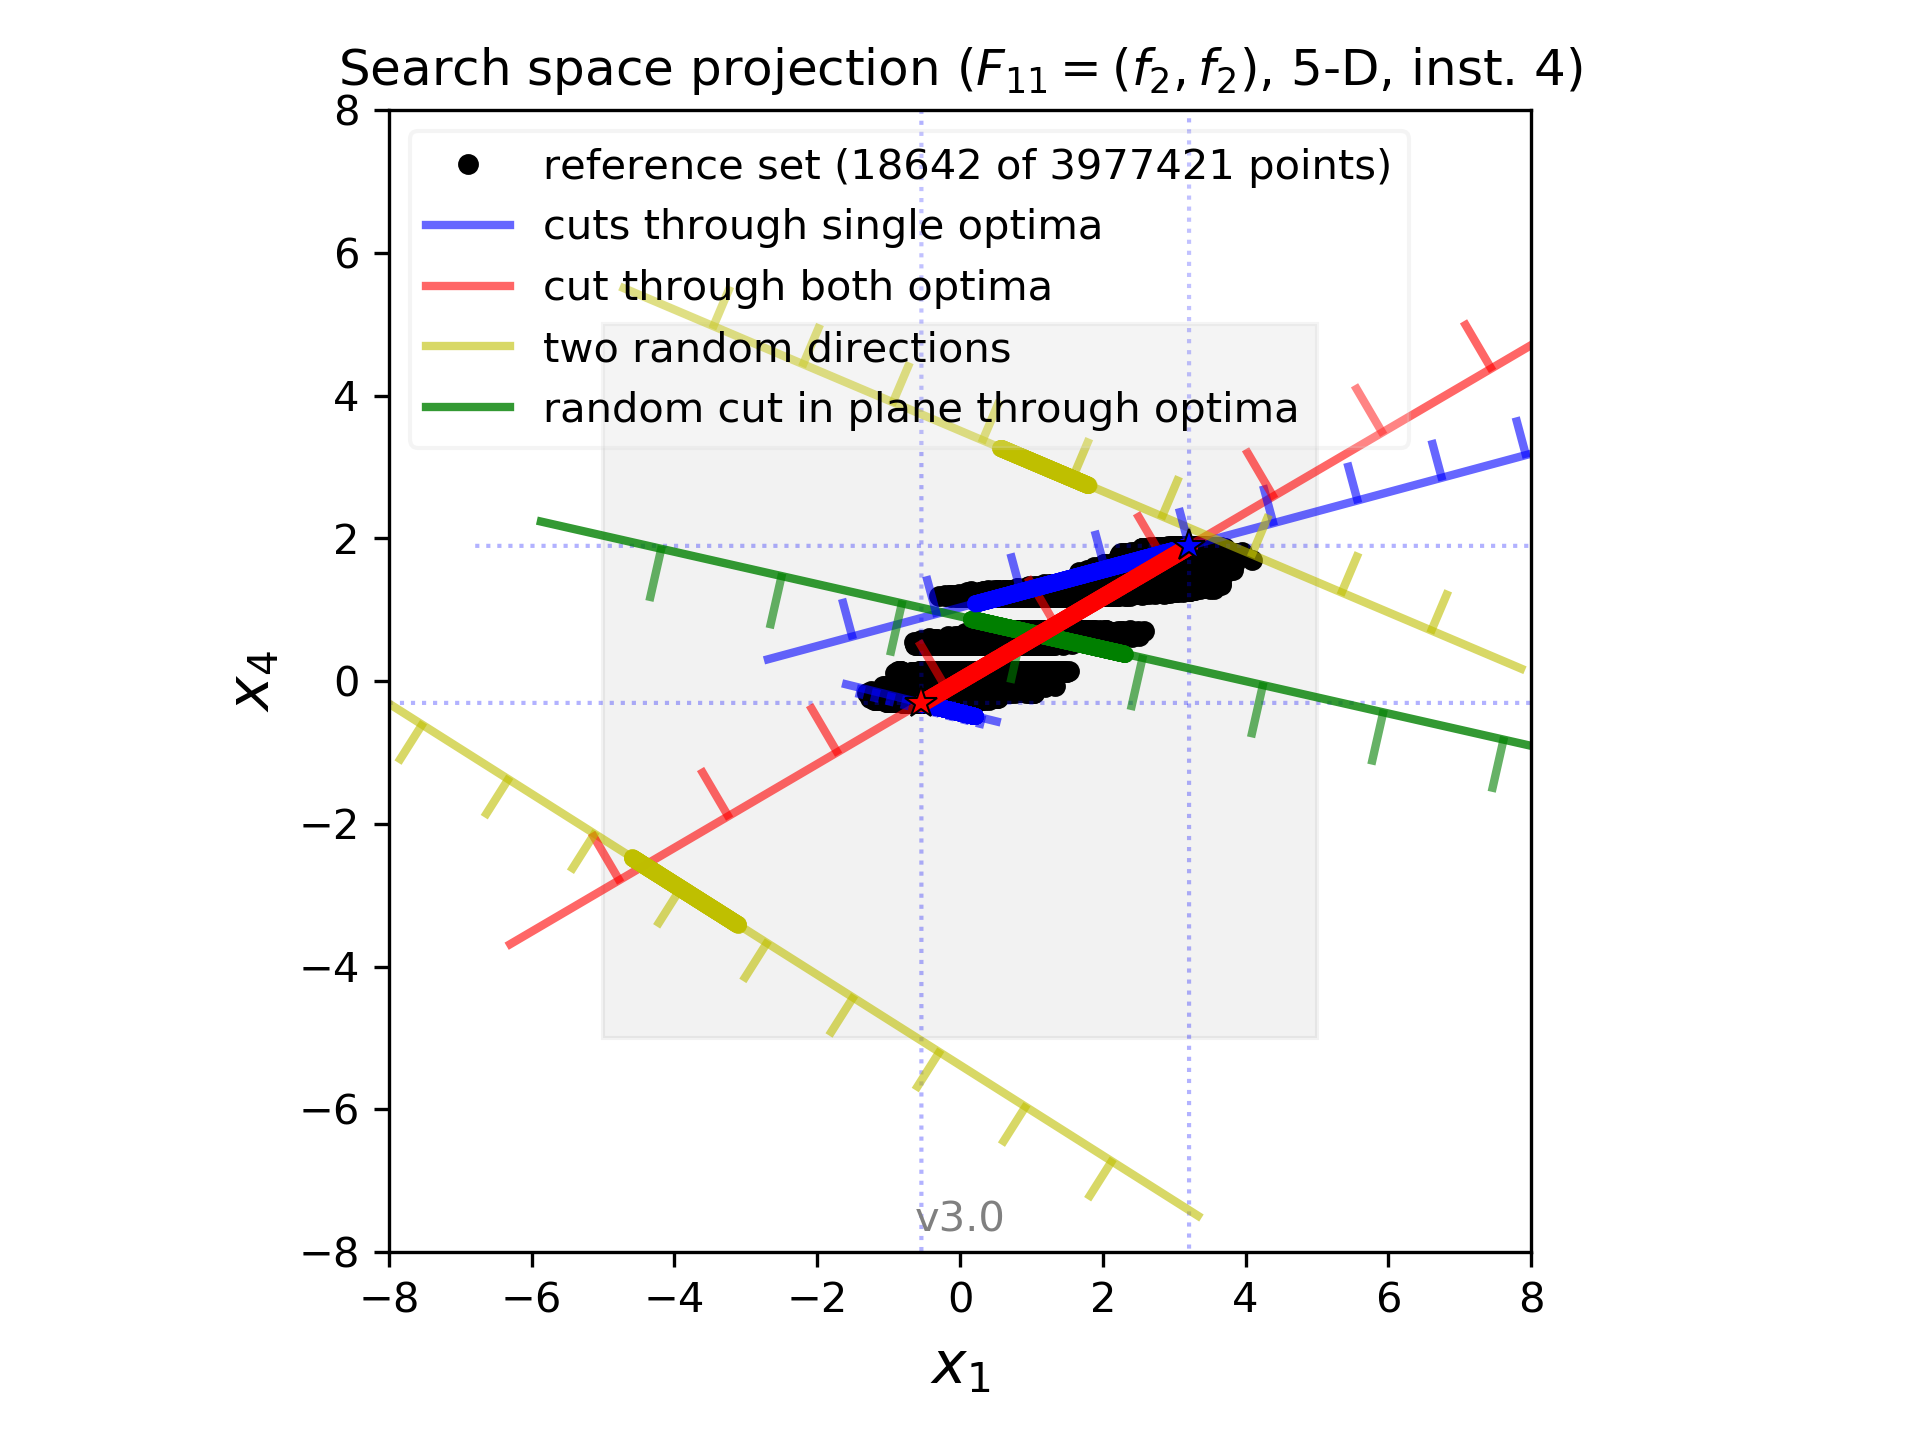 Search space projection (F₁₁ = (f₂, f₂), 5-D, inst. 4)
8
reference set (18642 of 3977421 points)
cuts through single optima
6
cut through both optima
two random directions
4
random cut in plane through optima
2
x₄
0
−2
−4
−6
v3.0
−8
−8 −6 −4 −2 0 2 4 6 8
x₁